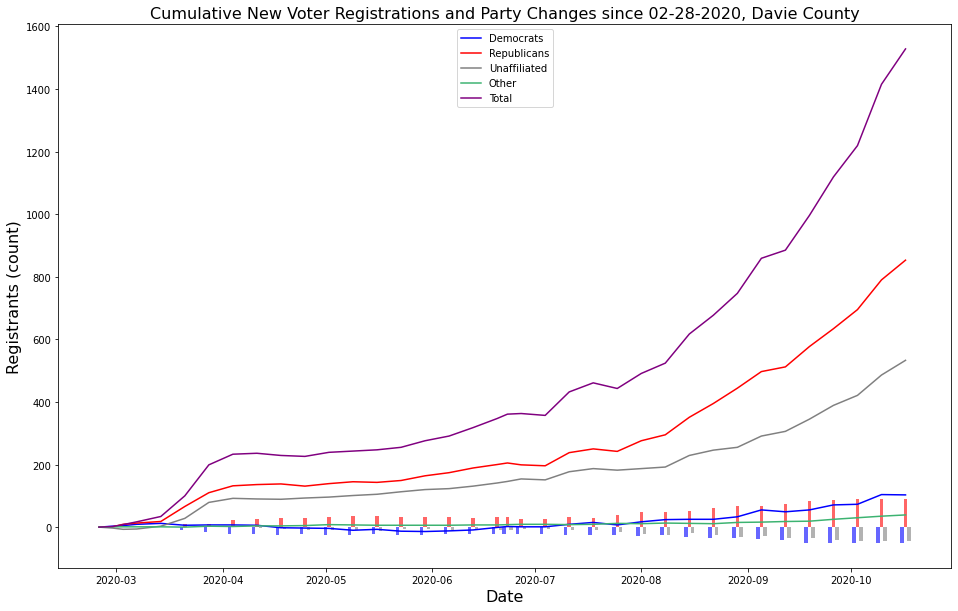 Cumulative New Voter Registrations and Party Changes since 02-28-2020, Davie County
Registrants (count)
1600
1400
1200
1000
800
600
400
200
0
Democrats
Republicans
Unaffiliated
Other
Total
2020-03 2020-04 2020-05 2020-06 2020-07 2020-08 2020-09 2020-10
Date